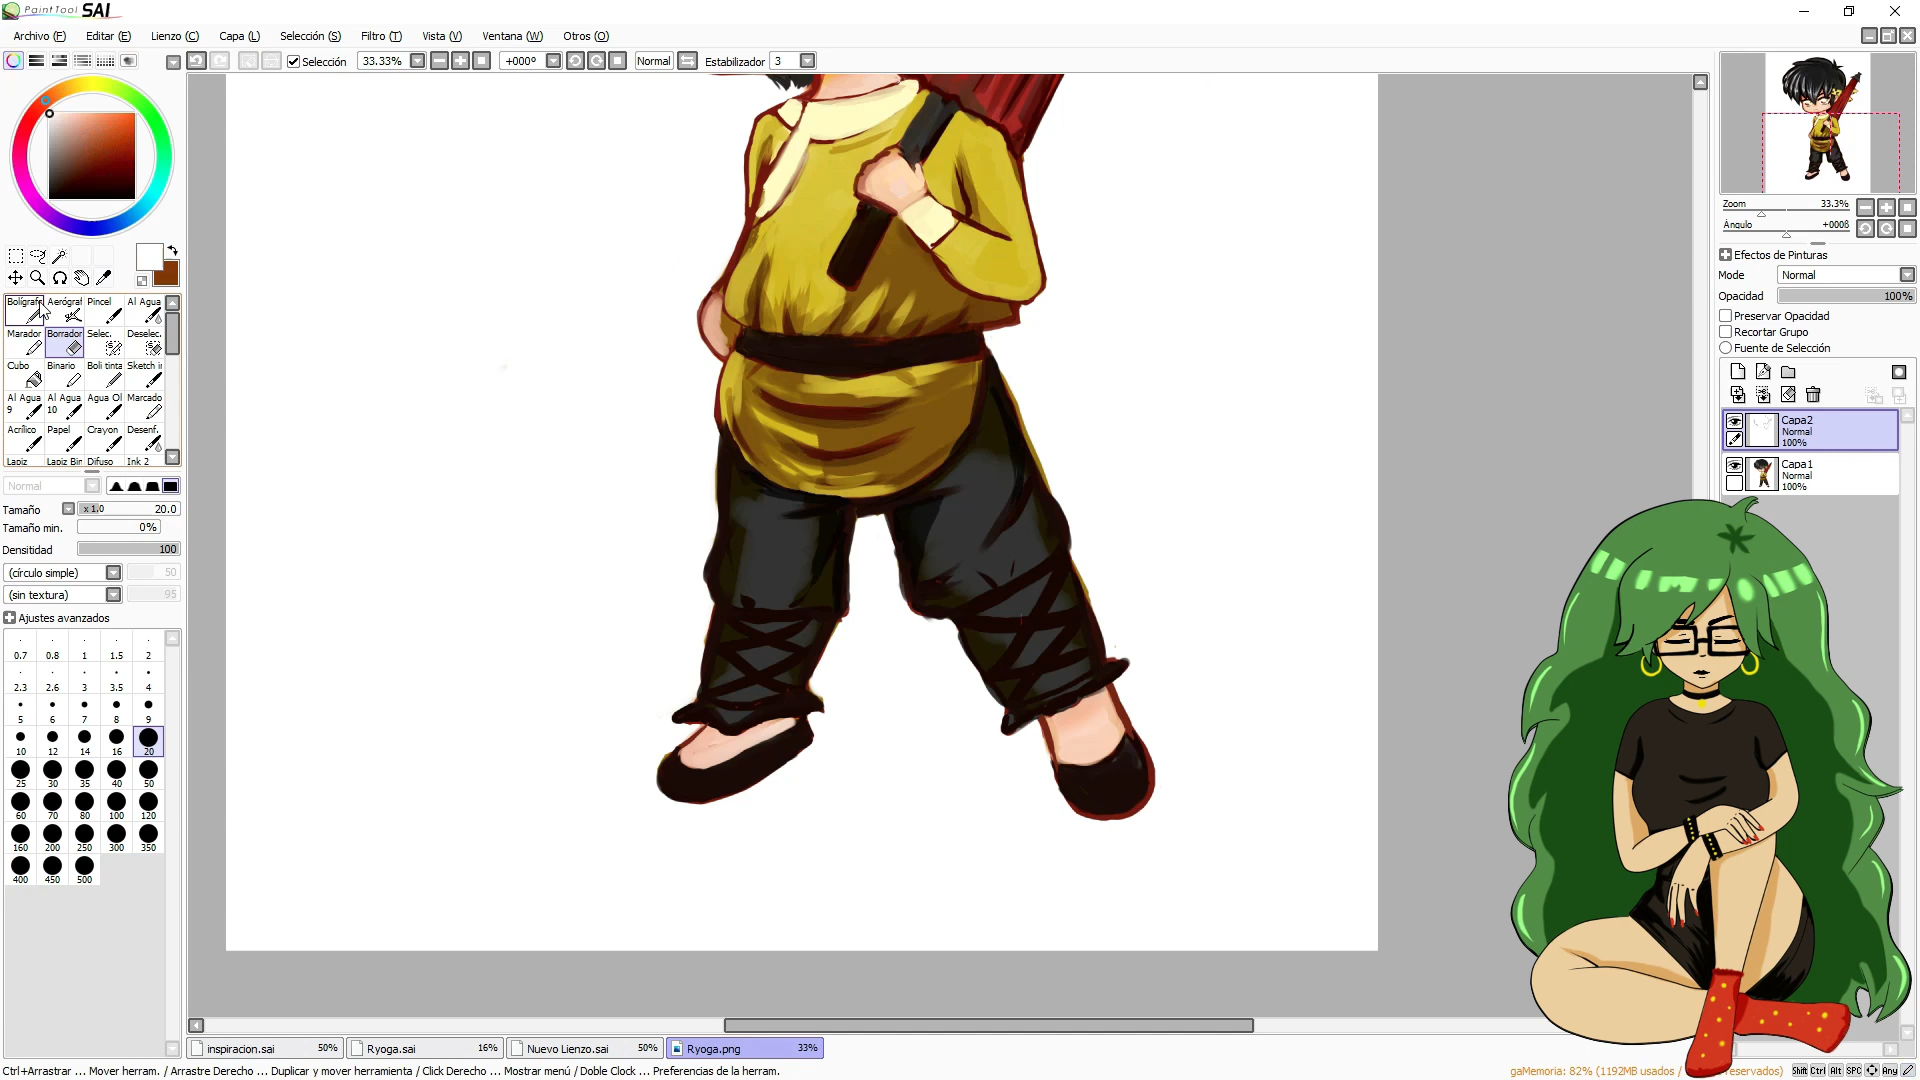 PaintTool SAI
Archivo (F) Editar (E) Lienzo (C) Capa (L) Selección (S) Filtro (T) Vista (V) Ventana (W) Otros (O)
Selección 33.33% +000º Normal Estabilizador 3
Zoom 33.3%
Ángulo +000º
Efectos de Pinturas
Mode Normal
Opacidad 100%
Preservar Opacidad
Recortar Grupo
Fuente de Selección
Capa2
Normal
100%
Capa1
Normal
100%
Bolígrafo Aerógraf Pincel Al Agua
Marador Borrador Selec. Deselec.
Cubo Binario Boli tinta Sketch
Al Agua 9 Al Agua 10 Agua Ol Marcado
Acrílico Papel Crayon Desenf.
Lapiz Lapiz Bin Difuso Ink 2
Normal
Tamaño x 1.0 20.0
Tamaño min. 0%
Densitidad 100
(círculo simple) 50
(sin textura) 95
Ajustes avanzados
0.7 0.8 1 1.5 2
2.3 2.6 3 3.5 4
5 6 7 8 9
10 12 14 16 20
25 30 35 40 50
60 70 80 100 120
160 200 250 300 350
400 450 500
inspiracion.sai 50% Ryoga.sai 16% Nuevo Lienzo.sai 50% Ryoga.png 33%
Ctrl+Arrastrar ... Mover herram. / Arrastre Derecho ... Duplicar y mover herramienta / Click Derecho ... Mostrar menú / Doble Clock ... Preferencias de la herram.
gaMemoria: 82% (1192MB usados / eservados) Shift Ctrl Alt SPC Any